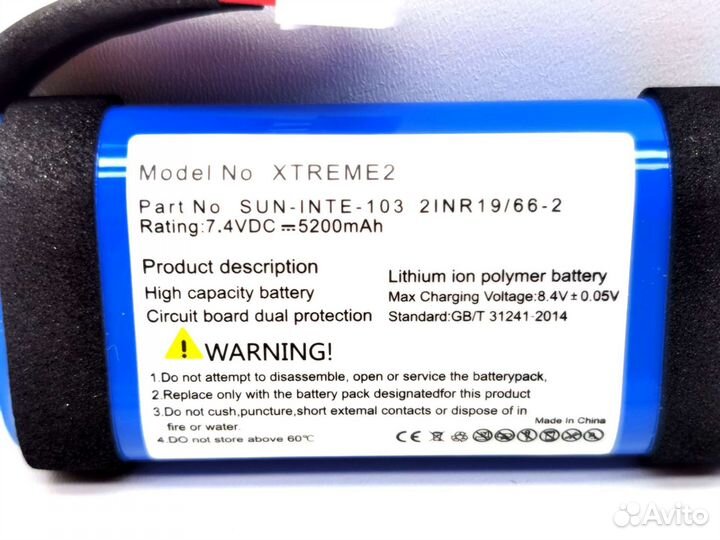 Model No XTREME2
Part No SUN-INTE-103 2INR19/66-2
Rating:7.4VDC⎓5200mAh
Product description
High capacity battery
Circuit board dual protection
Lithium ion polymer battery
Max Charging Voltage:8.4V±0.05V
Standard:GB/T 31241-2014
WARNING!
1.Do not attempt to disassemble, open or service the batterypack,
2.Replace only with the battery pack designatedfor this product
3.Do not cush,puncture,short external contacts or dispose of in
fire or water.
4.DO not store above 60℃
Made In China
CE
Avito